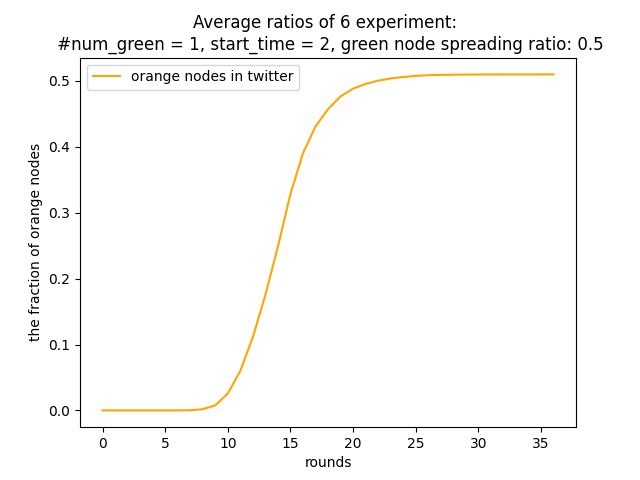 Average ratios of 6 experiment:
#num_green = 1, start_time = 2, green node spreading ratio: 0.5
orange nodes in twitter
the fraction of orange nodes
0.5
0.4
0.3
0.2
0.1
0.0
0 5 10 15 20 25 30 35
rounds